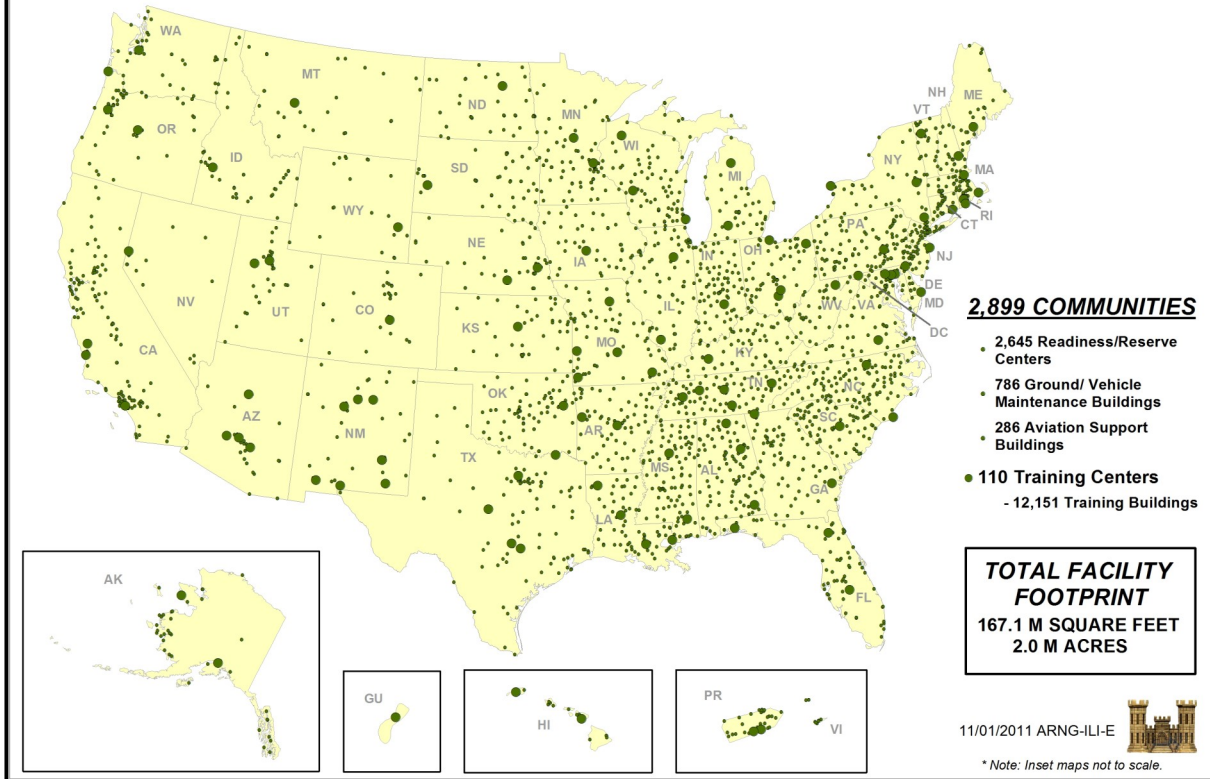 WA
MT
ND
MN
OR
ID
SD
WI
MI
NH
VT
ME
NY
MA
RI
CT
WY
NE
IA
PA
NJ
OH
IN
IL
NV
UT
CO
KS
MO
WV
VA
DE
MD
DC
CA
KY
AZ
NM
OK
AR
TN
NC
SC
TX
MS
AL
GA
LA
FL
AK
GU
HI
PR
VI
2,899 COMMUNITIES
2,645 Readiness/Reserve
Centers
786 Ground/ Vehicle
Maintenance Buildings
286 Aviation Support
Buildings
110 Training Centers
- 12,151 Training Buildings
TOTAL FACILITY
FOOTPRINT
167.1 M SQUARE FEET
2.0 M ACRES
11/01/2011 ARNG-ILI-E
* Note: Inset maps not to scale.